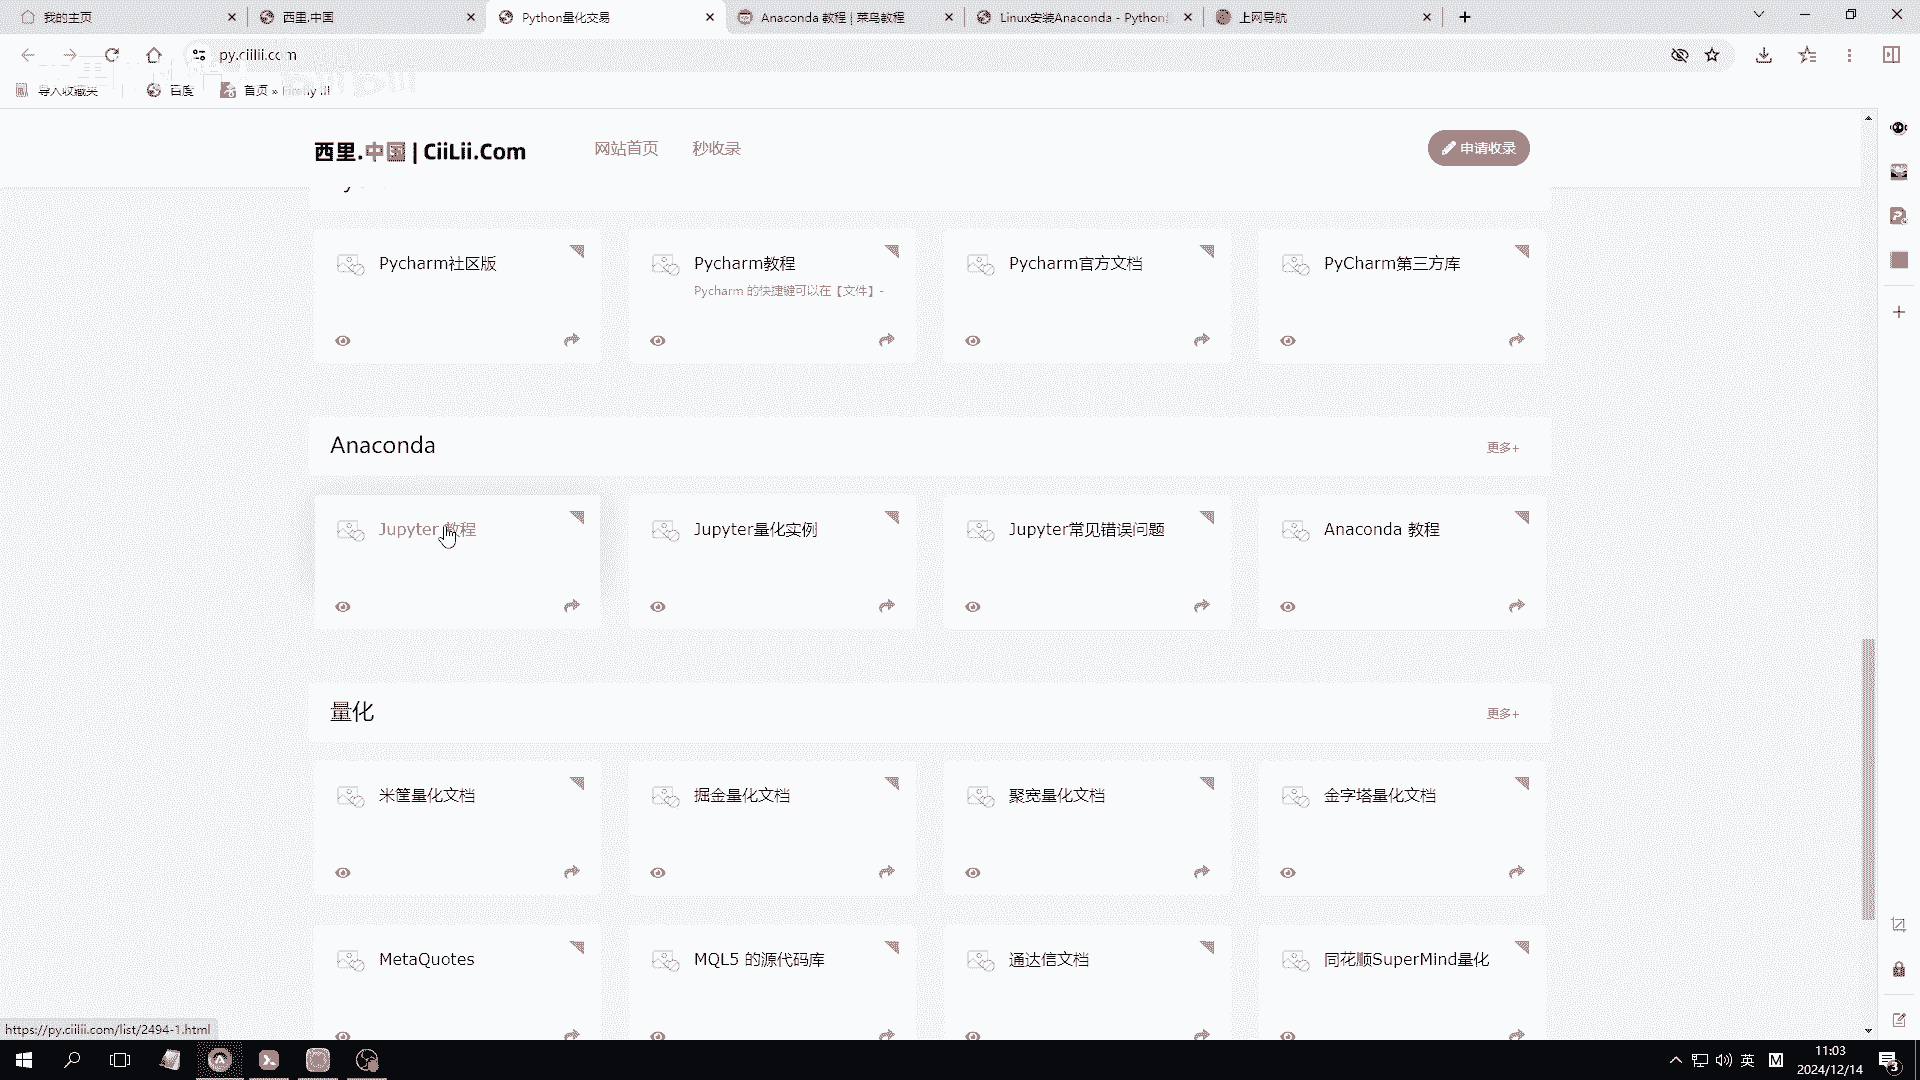 我的主页
西里.中国
Python量化交易
Anaconda 教程 | 菜鸟教程
Linux安装Anaconda - Python
上网导航
py.ciilii.com
导入收藏夹
百度
首页 » Firefly iii
西里.中国 | CiiLii.Com
网站首页
秒收录
申请收录
Pycharm社区版
Pycharm教程
Pycharm官方文档
PyCharm第三方库
Pycharm 的快捷键可以在【文件】-
Anaconda
更多+
Jupyter 教程
Jupyter量化实例
Jupyter常见错误问题
Anaconda 教程
量化
更多+
米筐量化文档
掘金量化文档
聚宽量化文档
金字塔量化文档
MetaQuotes
MQL5 的源代码库
通达信文档
同花顺SuperMind量化
https://py.ciilii.com/list/2494-1.html
英
M
11:03
2024/12/14
3